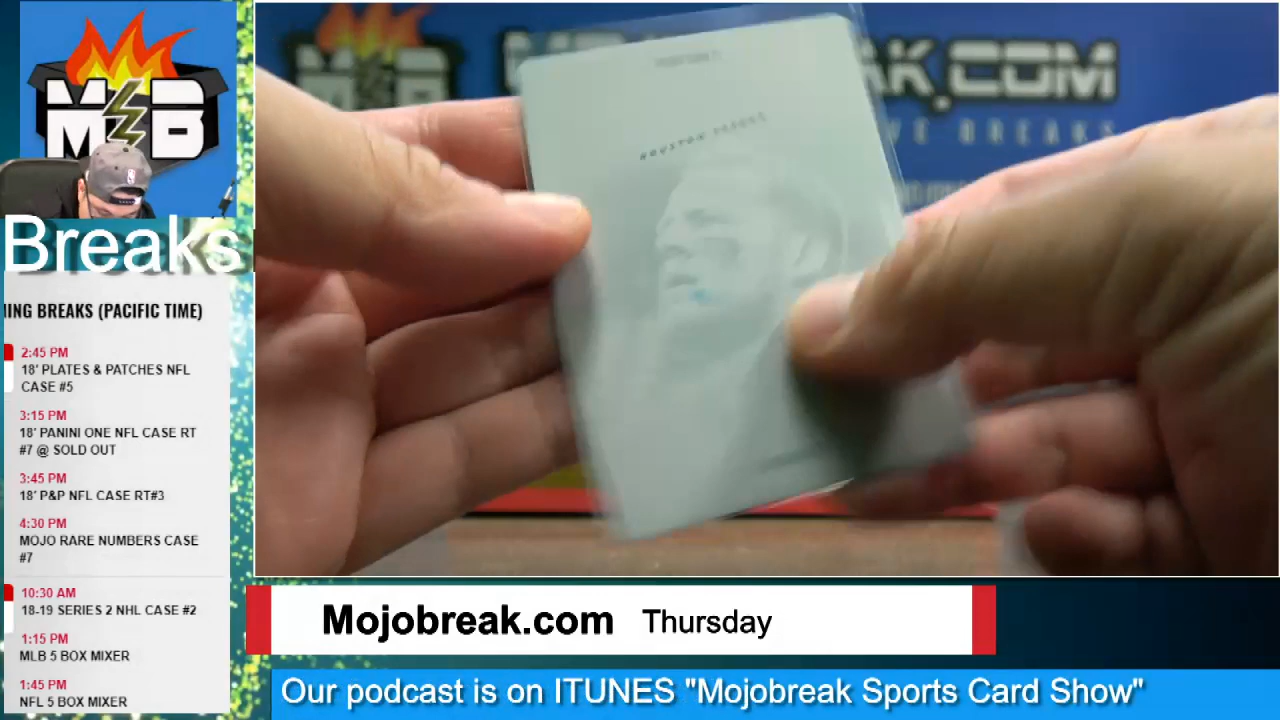 M B
Breaks
ING BREAKS (PACIFIC TIME)
2:45 PM
18' PLATES & PATCHES NFL
CASE #5
3:15 PM
18' PANINI ONE NFL CASE RT
#7 @ SOLD OUT
3:45 PM
18' P&P NFL CASE RT#3
4:30 PM
MOJO RARE NUMBERS CASE
#7
10:30 AM
18-19 SERIES 2 NHL CASE #2
1:15 PM
MLB 5 BOX MIXER
1:45 PM
NFL 5 BOX MIXER
HOUSTON
.COM
BREAKS
Mojobreak.com Thursday
Our podcast is on ITUNES "Mojobreak Sports Card Show"